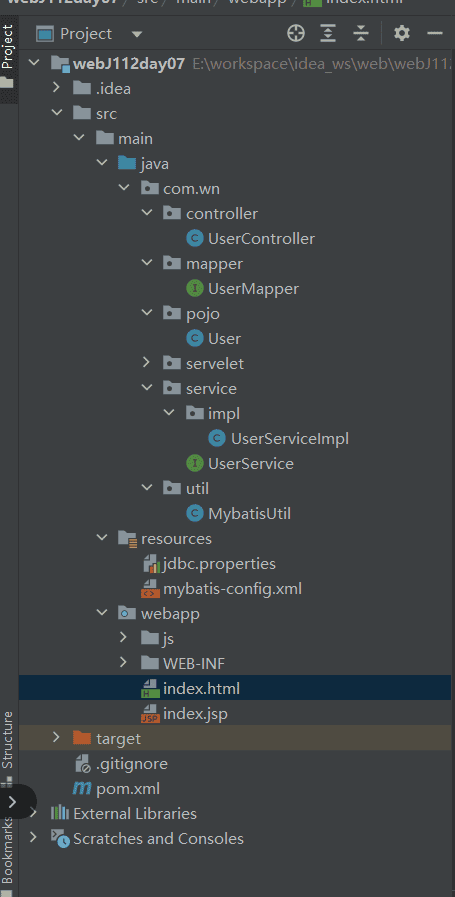 webJ112day07 / src / main / webapp / index.html
Project
Project
webJ112day07 E:\workspace\idea_ws\web\webJ11
.idea
src
main
java
com.wn
controller
UserController
mapper
UserMapper
pojo
User
servelet
service
impl
UserServiceImpl
UserService
util
MybatisUtil
resources
jdbc.properties
mybatis-config.xml
webapp
js
WEB-INF
index.html
index.jsp
target
.gitignore
pom.xml
External Libraries
Scratches and Consoles
Structure
Bookmarks